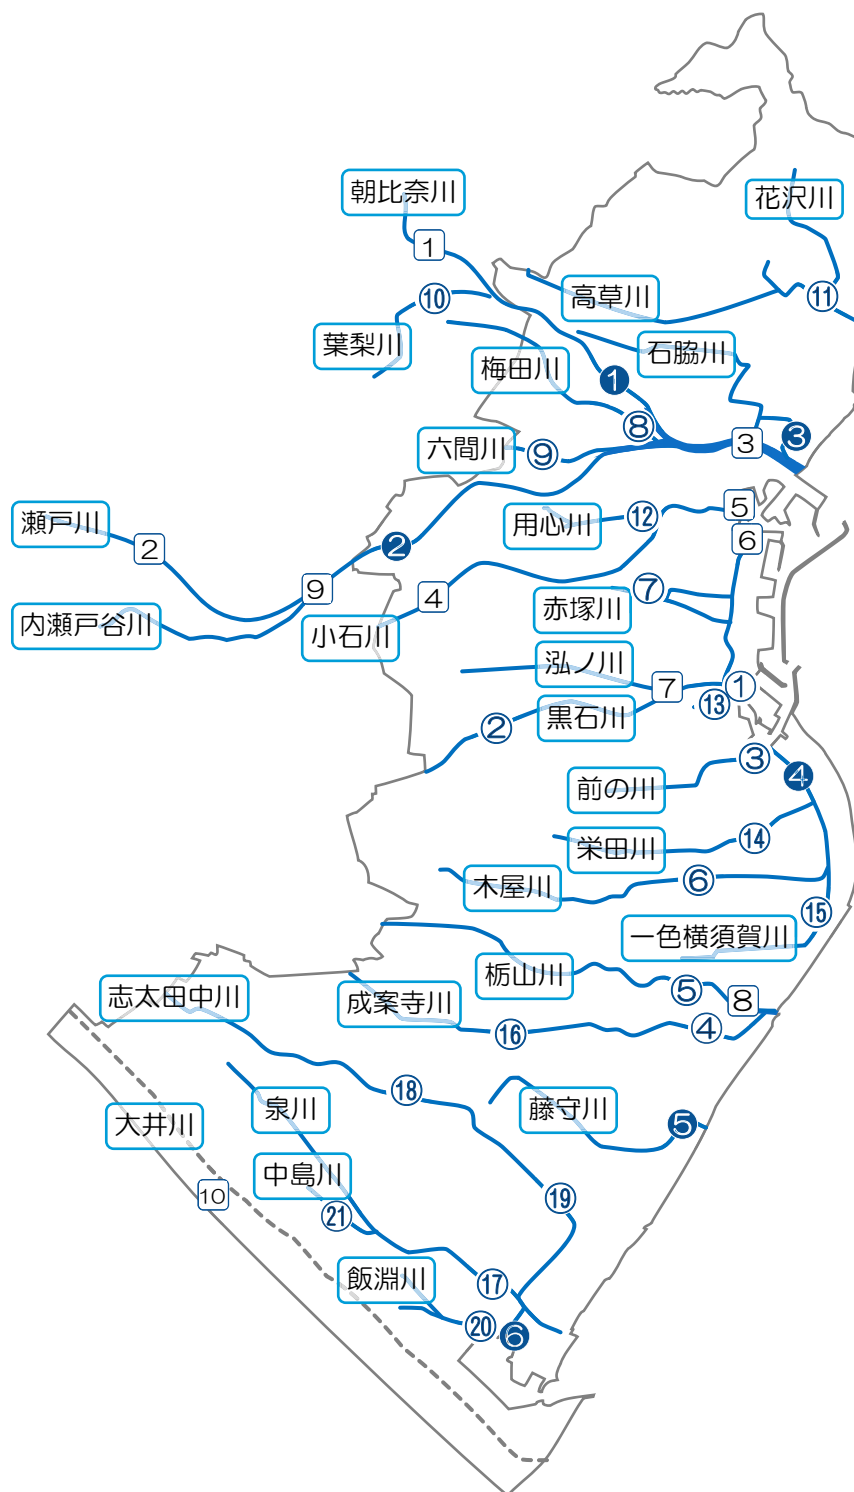 朝比奈川
花沢川
1
⑩
高草川
⑪
葉梨川
石脇川
梅田川
❶
⑧
3
❸
六間川
⑨
瀬戸川
2
❷
用心川
⑫
5
6
9
4
⑦
赤塚川
内瀬戸谷川
小石川
泓ノ川
7
①
⑬
黒石川
②
③
前の川
❹
栄田川
⑭
木屋川
⑥
⑮
一色横須賀川
栃山川
⑤
8
志太田中川
成案寺川
⑯
④
⑱
泉川
藤守川
❺
大井川
中島川
10
㉑
⑲
飯淵川
⑰
⑳
❻